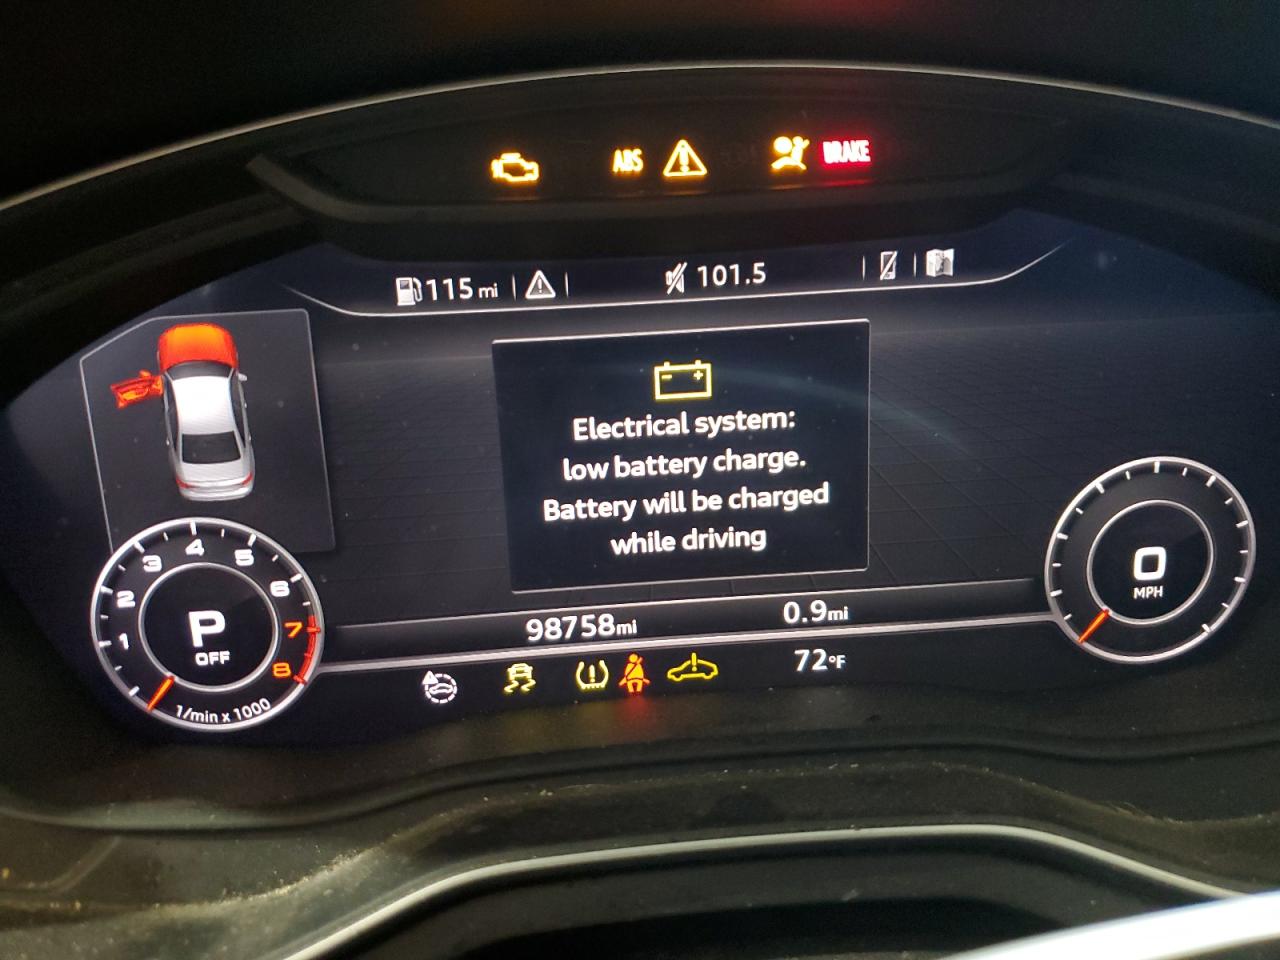 ABS
BRAKE
115 mi
101.5
Electrical system:
low battery charge.
Battery will be charged
while driving
1
2
3
4
5
6
7
8
P
OFF
1/min x 1000
0
MPH
98758mi
0.9mi
72°F